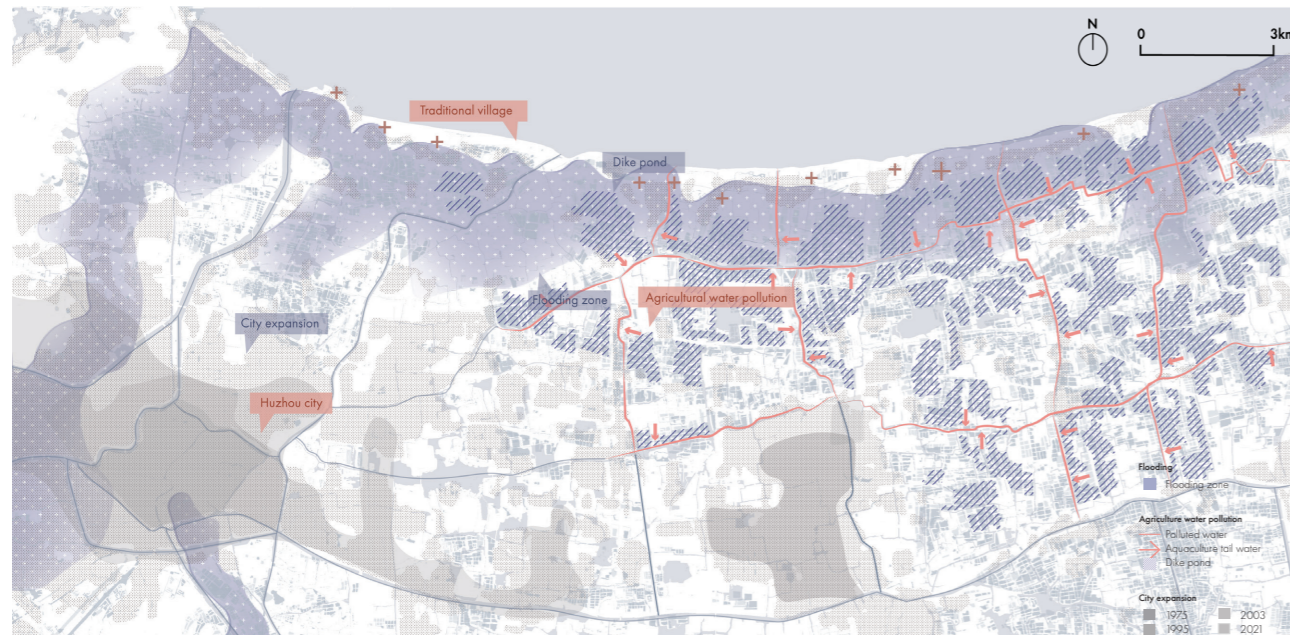 N
0 3km
Traditional village
Dike pond
Flooding zone
Agricultural water pollution
City expansion
Huzhou city
Flooding
Flooding zone
Agriculture water pollution
Polluted water
Aquaculture tail water
Dike pond
City expansion
1975 2003
1995 2021